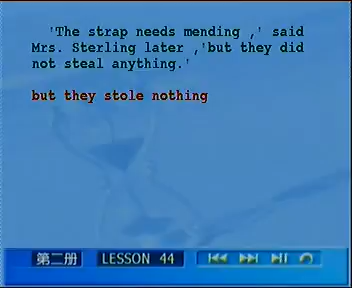 'The strap needs mending ,' said
Mrs. Sterling later ,'but they did
not steal anything.'
but they stole nothing
第二册 LESSON 44